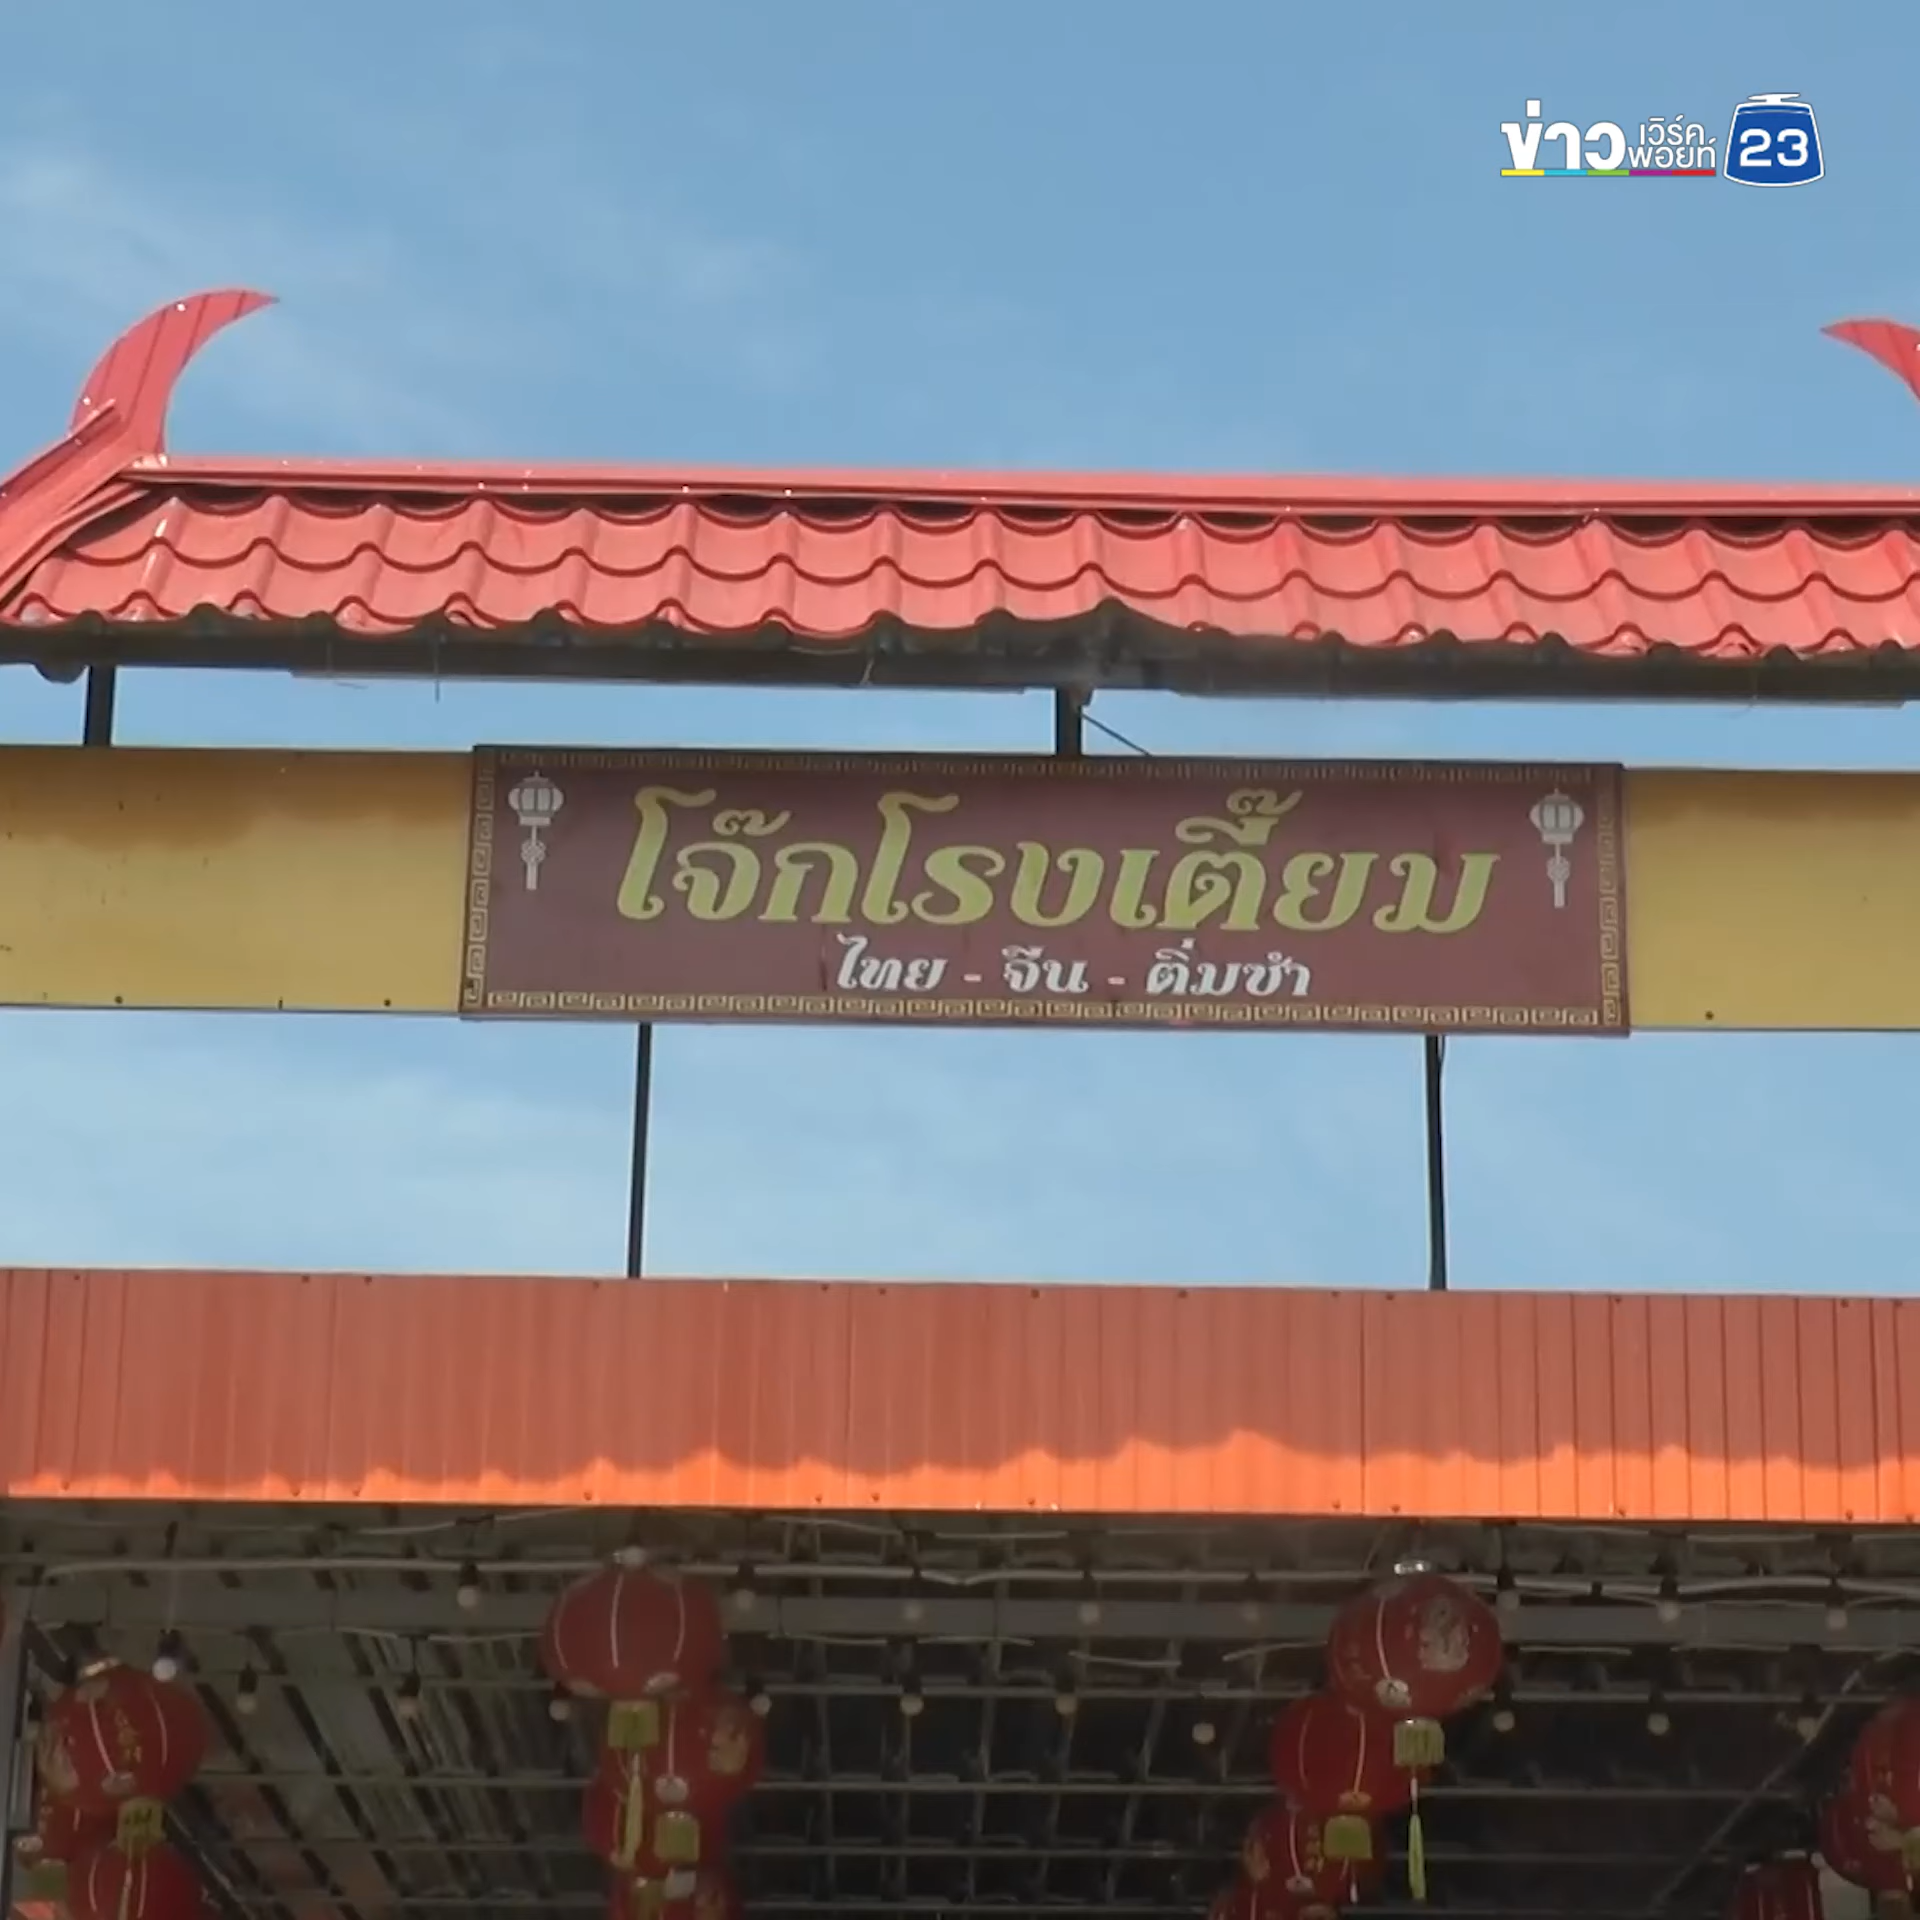 ข่าวเวิร์คพอยท์ 23
โจ๊กโรงเตี๊ยม
ไทย - จีน - ติ่มซำ